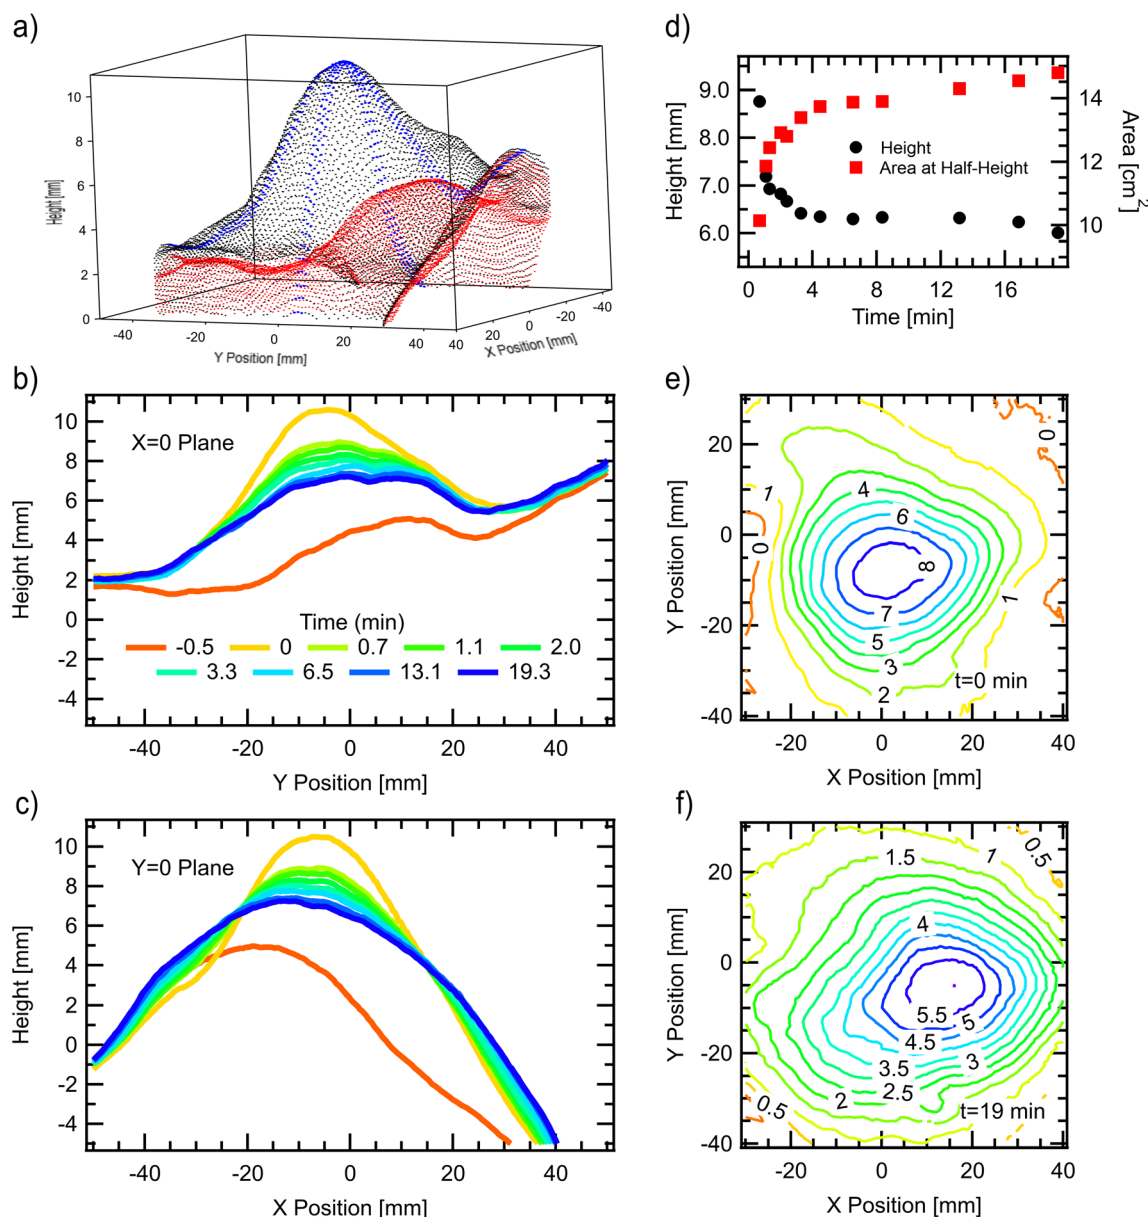 a)
Height [mm]
10
8
6
4
2
0
-40
-20
0
20
40
Y Position [mm]
40
20
0
-20
-40
X Position [mm]
d)
9.0
8.0
7.0
6.0
Height [mm]
14
12
10
Area [cm2]
Height
Area at Half-Height
0 4 8 12 16
Time [min]
b)
X=0 Plane
10
8
6
4
2
0
-2
-4
Height [mm]
Time (min)
-0.5 0 0.7 1.1 2.0
3.3 6.5 13.1 19.3
-40 -20 0 20 40
Y Position [mm]
e)
20
0
-20
-40
Y Position [mm]
0
1
4
6
0
8
7
1
5
3
2
t=0 min
-20 0 20 40
X Position [mm]
c)
Y=0 Plane
10
8
6
4
2
0
-2
-4
Height [mm]
-40 -20 0 20 40
X Position [mm]
f)
20
0
-20
-40
Y Position [mm]
1
0.5
1.5
4
5.5
5
4.5
3.5
3
2.5
2
0.5
t=19 min
-20 0 20 40
X Position [mm]